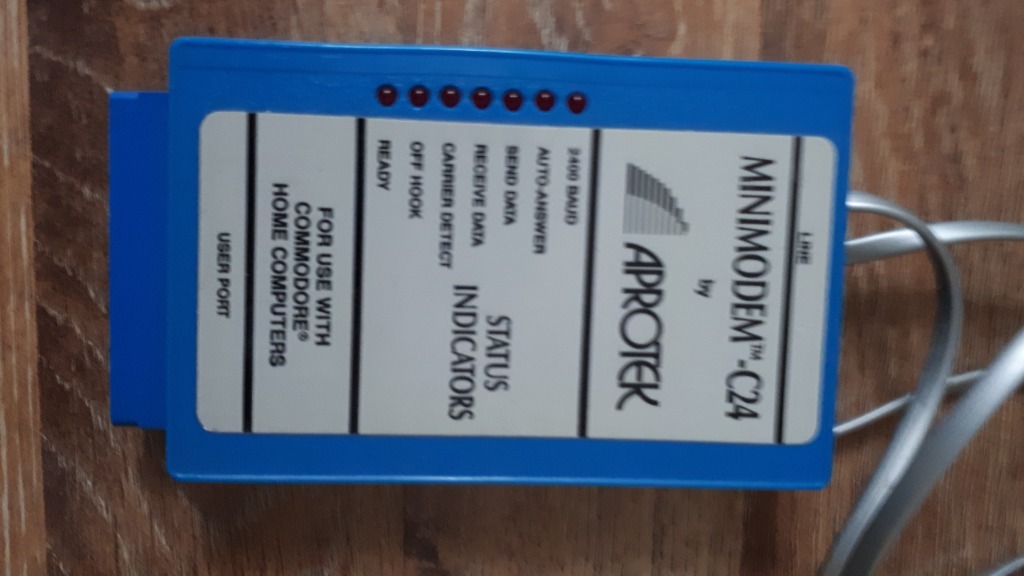 LINE
MINIMODEM™-C24
by
APROTEK
2400 BAUD
AUTO-ANSWER
SEND DATA
RECEIVE DATA
CARRIER DETECT
OFF HOOK
READY
STATUS
INDICATORS
FOR USE WITH
COMMODORE®
HOME COMPUTERS
USER PORT